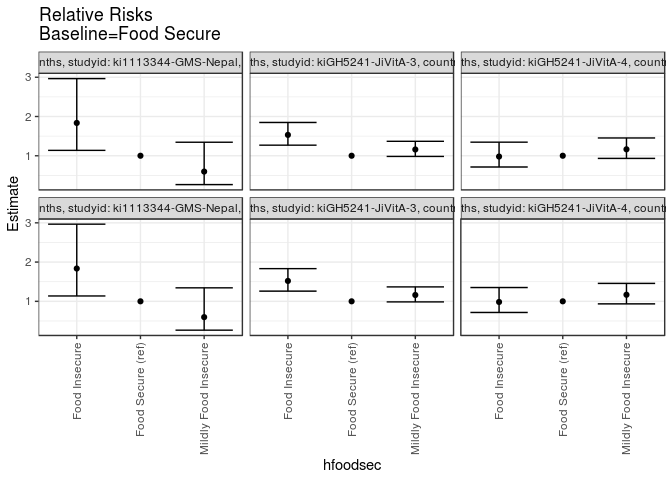 Relative Risks
Baseline=Food Secure
nths, studyid: ki1113344-GMS-Nepal, ths, studyid: kiGH5241-JiVitA-3, count ths, studyid: kiGH5241-JiVitA-4, count
3
2
1
nths, studyid: ki1113344-GMS-Nepal, ths, studyid: kiGH5241-JiVitA-3, count ths, studyid: kiGH5241-JiVitA-4, count
3
2
1
Estimate
Food Insecure
Food Secure (ref)
Mildly Food Insecure
Food Insecure
Food Secure (ref)
Mildly Food Insecure
Food Insecure
Food Secure (ref)
Mildly Food Insecure
hfoodsec